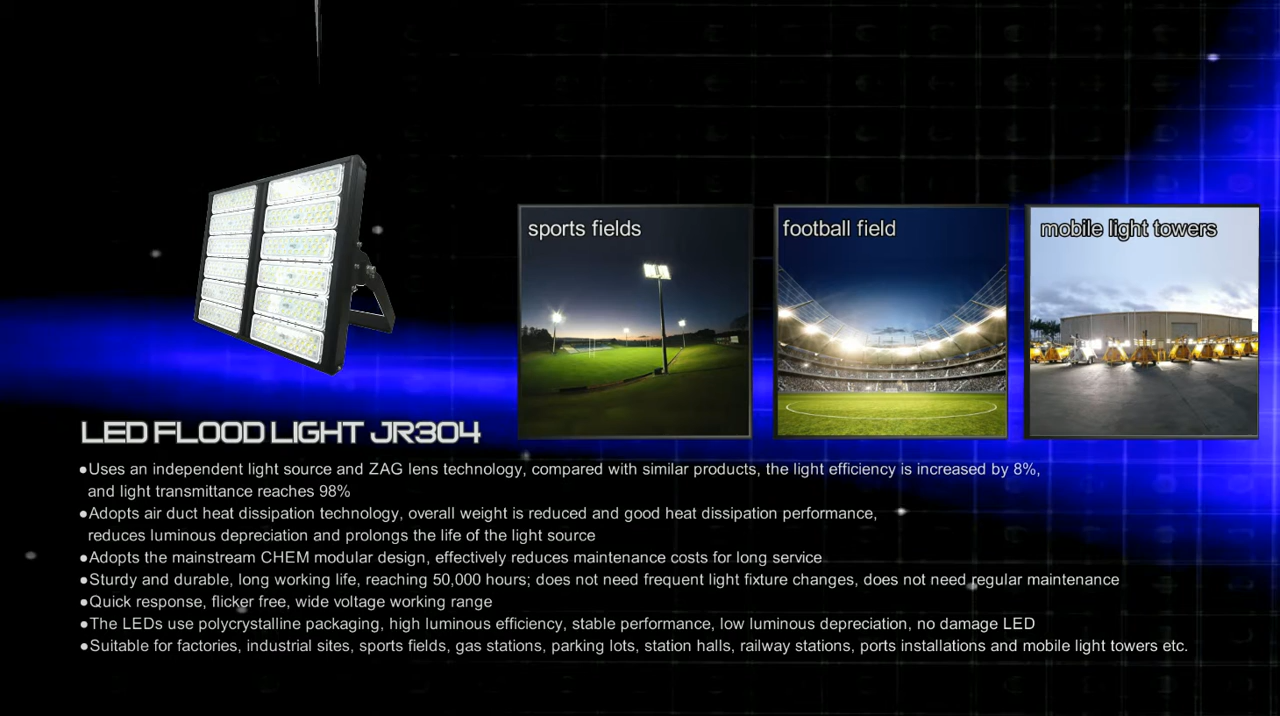 sports fields
football field
mobile light towers
LED FLOOD LIGHT JR304
●Uses an independent light source and ZAG lens technology, compared with similar products, the light efficiency is increased by 8%,
and light transmittance reaches 98%
●Adopts air duct heat dissipation technology, overall weight is reduced and good heat dissipation performance,
reduces luminous depreciation and prolongs the life of the light source
●Adopts the mainstream CHEM modular design, effectively reduces maintenance costs for long service
●Sturdy and durable, long working life, reaching 50,000 hours; does not need frequent light fixture changes, does not need regular maintenance
●Quick response, flicker free, wide voltage working range
●The LEDs use polycrystalline packaging, high luminous efficiency, stable performance, low luminous depreciation, no damage LED
●Suitable for factories, industrial sites, sports fields, gas stations, parking lots, station halls, railway stations, ports installations and mobile light towers etc.